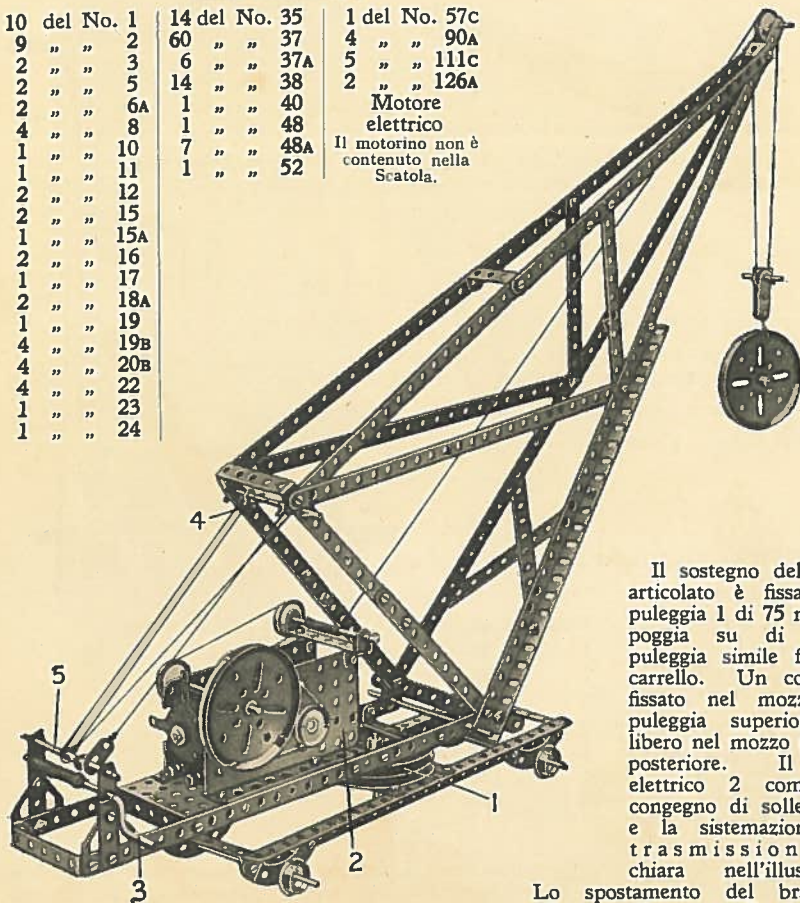 10 del No. 1
9 „ „ 2
2 „ „ 3
2 „ „ 5
2 „ „ 6A
4 „ „ 8
1 „ „ 10
1 „ „ 11
2 „ „ 12
2 „ „ 15
1 „ „ 15A
2 „ „ 16
1 „ „ 17
2 „ „ 18A
1 „ „ 19
4 „ „ 19B
4 „ „ 20B
4 „ „ 22
1 „ „ 23
1 „ „ 24
14 del No. 35
60 „ „ 37
6 „ „ 37A
14 „ „ 38
1 „ „ 40
1 „ „ 48
7 „ „ 48A
1 „ „ 52
1 del No. 57C
4 „ „ 90A
5 „ „ 111C
2 „ „ 126A
Motore
elettrico
Il motorino non è
contenuto nella
Scatola.
4
5
1
2
3
Il sostegno del
articolato è fissa
puleggia 1 di 75 m
poggia su di
puleggia simile f
carrello. Un co
fissato nel mozz
puleggia superio
libero nel mozzo
posteriore. Il
elettrico 2 com
congegno di solle
e la sistemazion
trasmission
chiara nell'illus
Lo spostamento del br